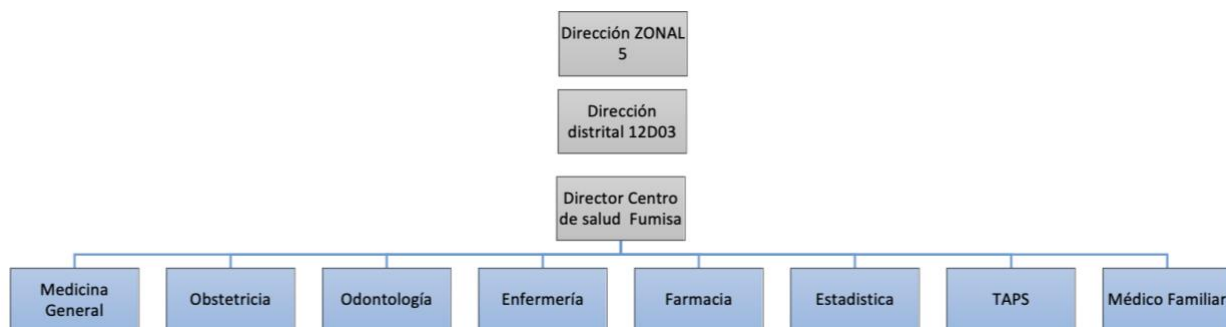 Dirección ZONAL
5
Dirección
distrital 12D03
Director Centro
de salud Fumisa
Medicina
General
Obstetricia
Odontología
Enfermería
Farmacia
Estadistica
TAPS
Médico Familiar